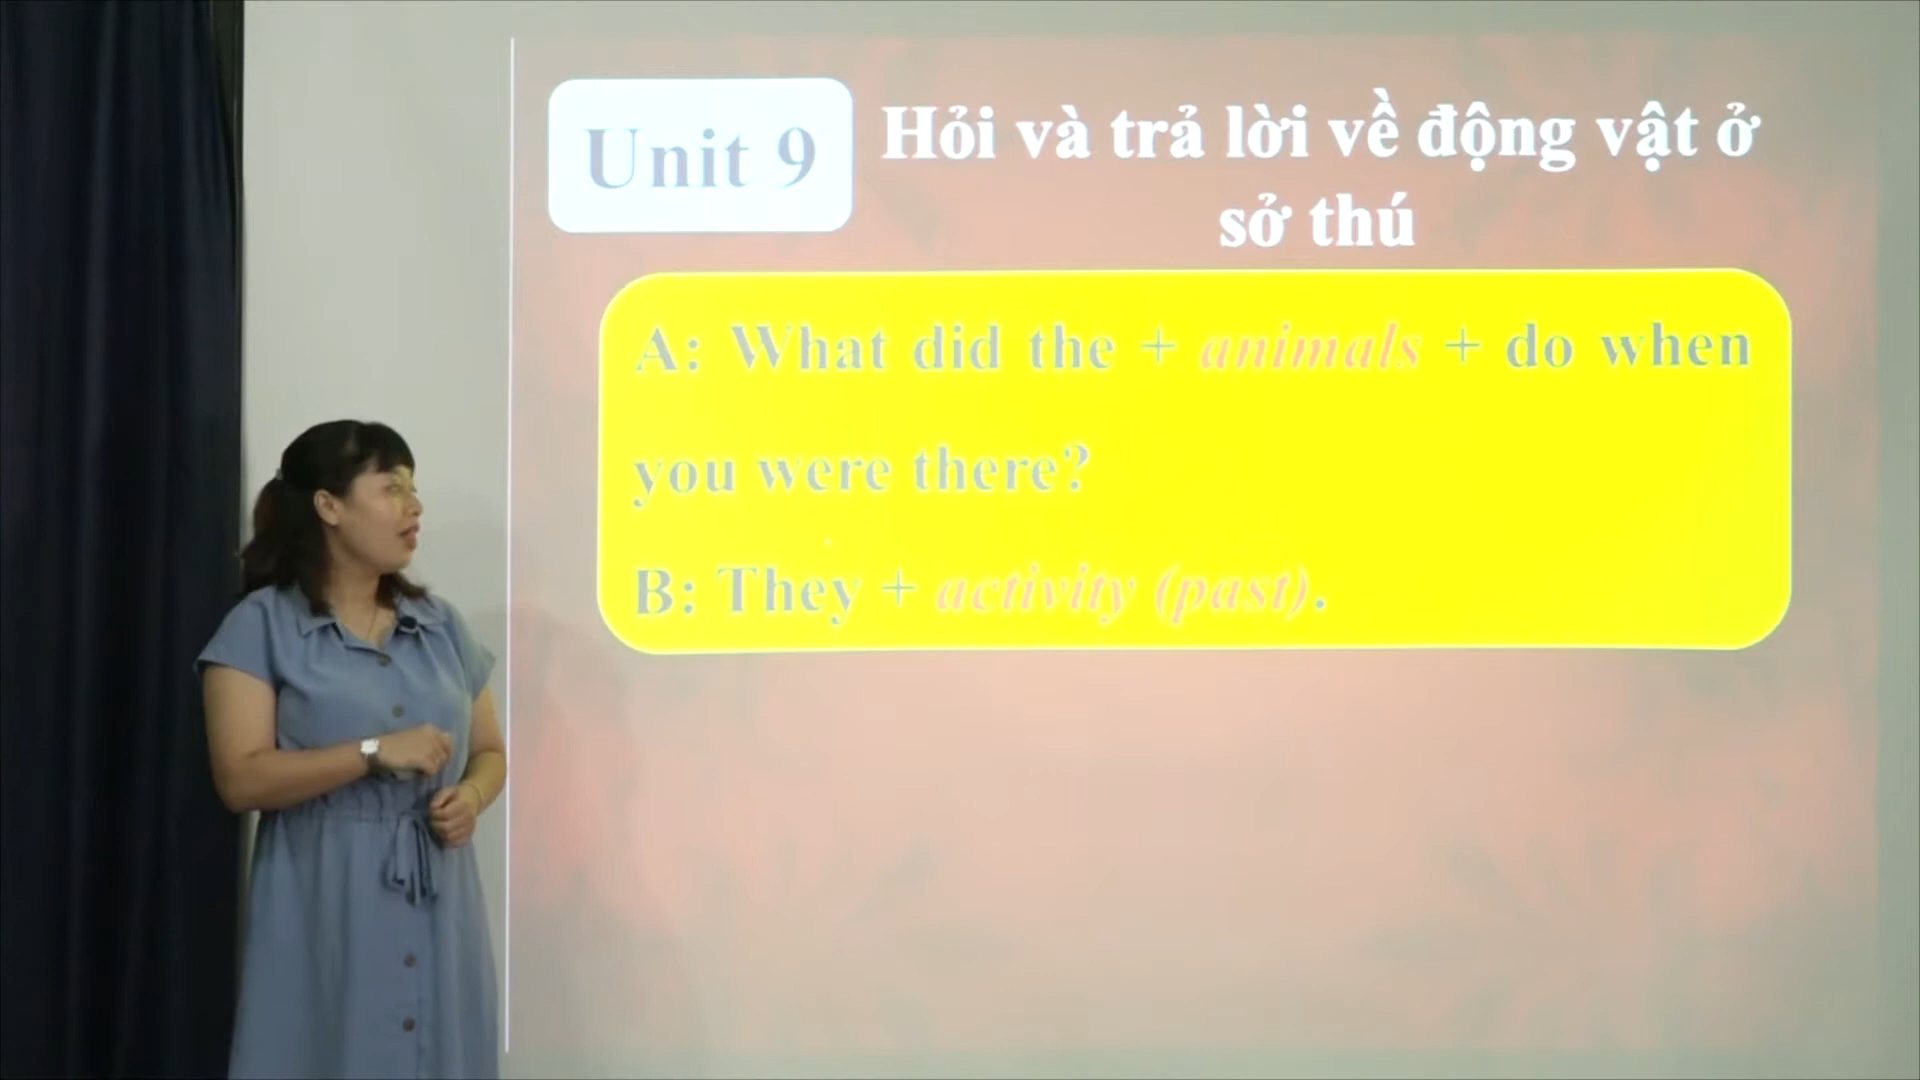 Unit 9
Hỏi và trả lời về động vật ở
sở thú
A: What did the + animals + do when
you were there?
B: They + activity (past).